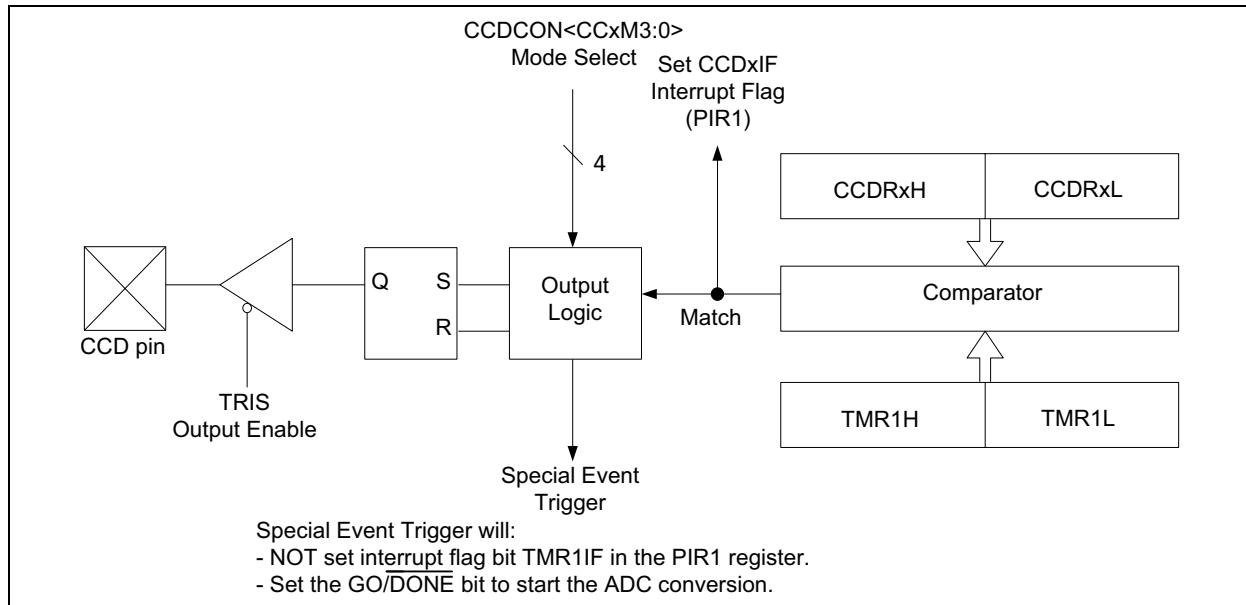 CCDCON<CCxM3:0>
Mode Select
Set CCDxIF
Interrupt Flag
(PIR1)
4
CCDRxH
CCDRxL
Q
S
R
Output
Logic
Match
Comparator
CCD pin
TRIS
Output Enable
TMR1H
TMR1L
Special Event
Trigger
Special Event Trigger will:
- NOT set interrupt flag bit TMR1IF in the PIR1 register.
- Set the GO/DONE bit to start the ADC conversion.